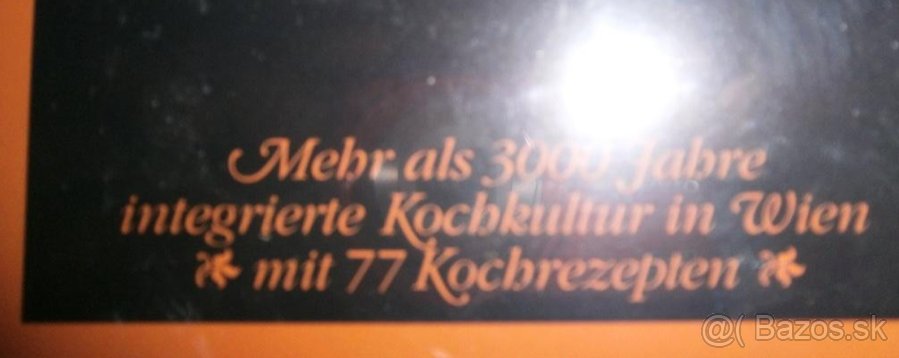 Mehr als 3000 Jahre
integrierte Kochkultur in Wien
mit 77 Kochrezepten
@( Bazos.sk